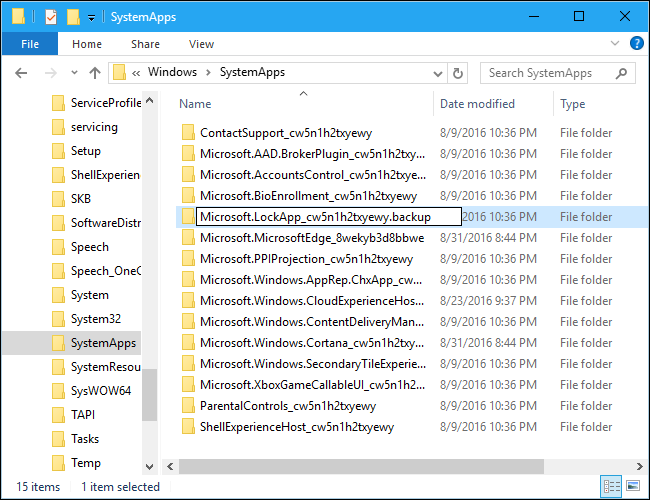 SystemApps
File Home Share View
Windows SystemApps
Search SystemApps
ServiceProfile
servicing
Setup
ShellExperien
SKB
SoftwareDistr
Speech
Speech_OneC
System
System32
SystemApps
SystemResou
SysWOW64
TAPI
Tasks
Temp
Name Date modified Type
ContactSupport_cw5n1h2txyewy 8/9/2016 10:36 PM File folder
Microsoft.AAD.BrokerPlugin_cw5n1h2txy... 8/9/2016 10:36 PM File folder
Microsoft.AccountsControl_cw5n1h2txye... 8/9/2016 10:36 PM File folder
Microsoft.BioEnrollment_cw5n1h2txyewy 8/9/2016 10:36 PM File folder
Microsoft.LockApp_cw5n1h2txyewy.backup 2016 10:36 PM File folder
Microsoft.MicrosoftEdge_8wekyb3d8bbwe 8/31/2016 8:44 PM File folder
Microsoft.PPIProjection_cw5n1h2txyewy 8/9/2016 10:36 PM File folder
Microsoft.Windows.AppRep.ChxApp_cw... 8/9/2016 10:36 PM File folder
Microsoft.Windows.CloudExperienceHos... 8/23/2016 9:37 PM File folder
Microsoft.Windows.ContentDeliveryMan... 8/9/2016 10:36 PM File folder
Microsoft.Windows.Cortana_cw5n1h2txy... 8/31/2016 8:44 PM File folder
Microsoft.Windows.SecondaryTileExperie... 8/9/2016 10:36 PM File folder
Microsoft.XboxGameCallableUI_cw5n1h2... 8/9/2016 10:36 PM File folder
ParentalControls_cw5n1h2txyewy 8/9/2016 10:36 PM File folder
ShellExperienceHost_cw5n1h2txyewy 8/9/2016 10:36 PM File folder
15 items 1 item selected